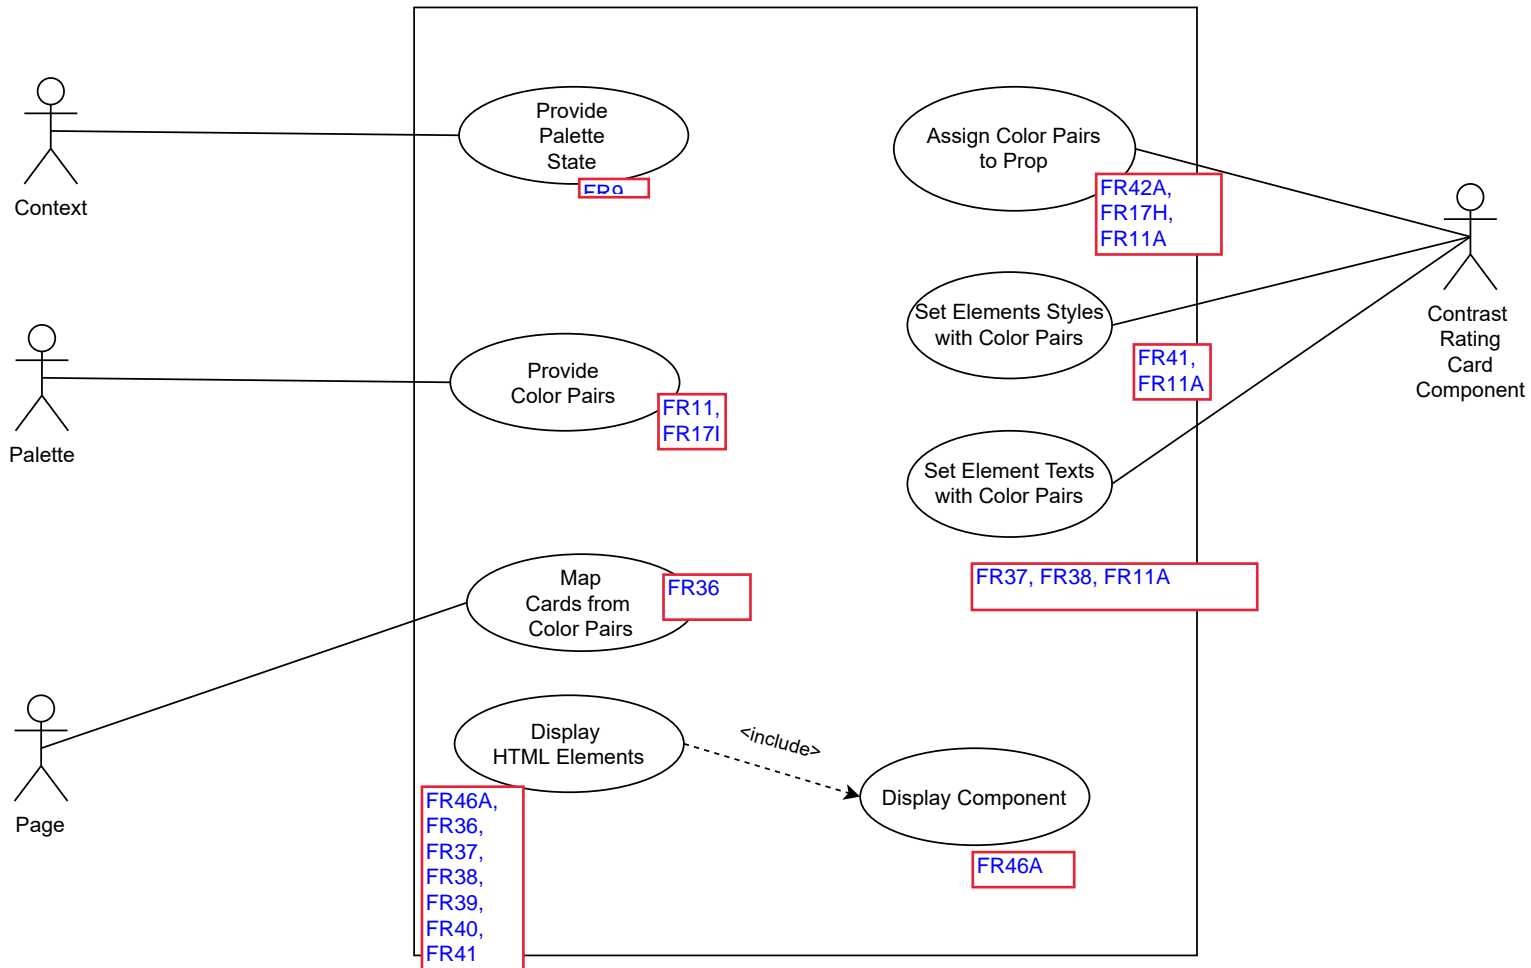 Provide
Palette
State
FR9
Context
Assign Color Pairs
to Prop
FR42A,
FR17H,
FR11A
Contrast
Rating
Card
Component
Set Elements Styles
with Color Pairs
FR41,
FR11A
Provide
Color Pairs
FR11,
FR17I
Palette
Set Element Texts
with Color Pairs
FR37, FR38, FR11A
Map
Cards from
Color Pairs
FR36
Page
Display
HTML Elements
<include>
Display Component
FR46A
FR46A,
FR36,
FR37,
FR38,
FR39,
FR40,
FR41